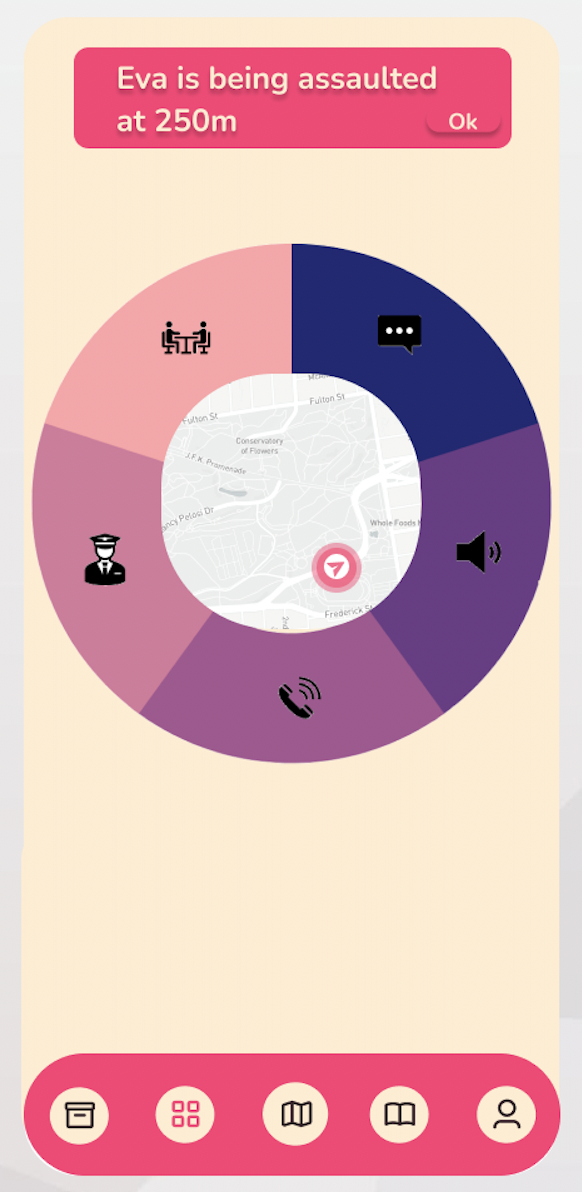 Eva is being assaulted
at 250m
Ok
Fulton St
Fulton St
Conservatory
of Flowers
J.F.K. Promenade
ancy Pelosi Dr
Whole Foods
Frederick St
2nd